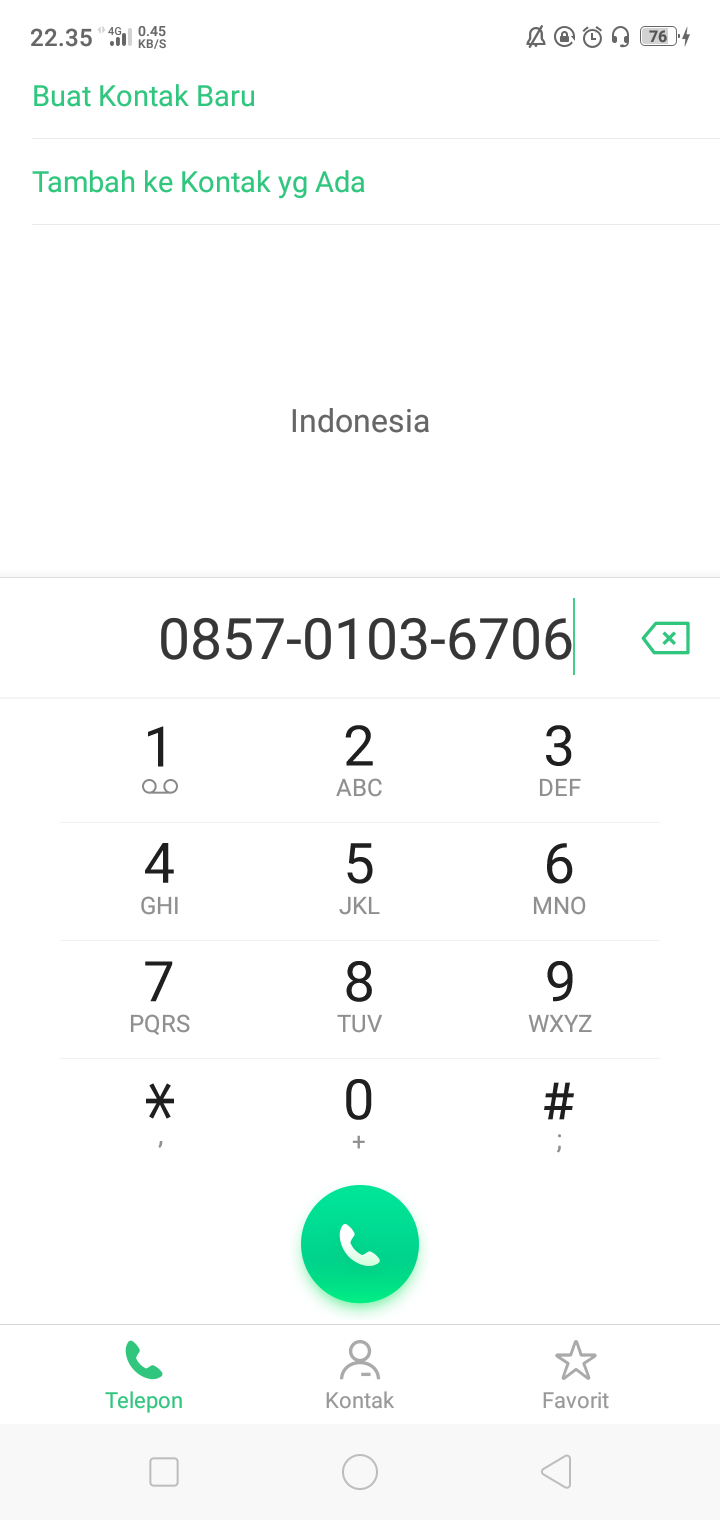 22.35 4G 0.45 KB/S 76
Buat Kontak Baru
Tambah ke Kontak yg Ada
Indonesia
0857-0103-6706
1 2 3
ABC DEF
4 5 6
GHI JKL MNO
7 8 9
PQRS TUV WXYZ
* 0 #
, + ;
Telepon Kontak Favorit